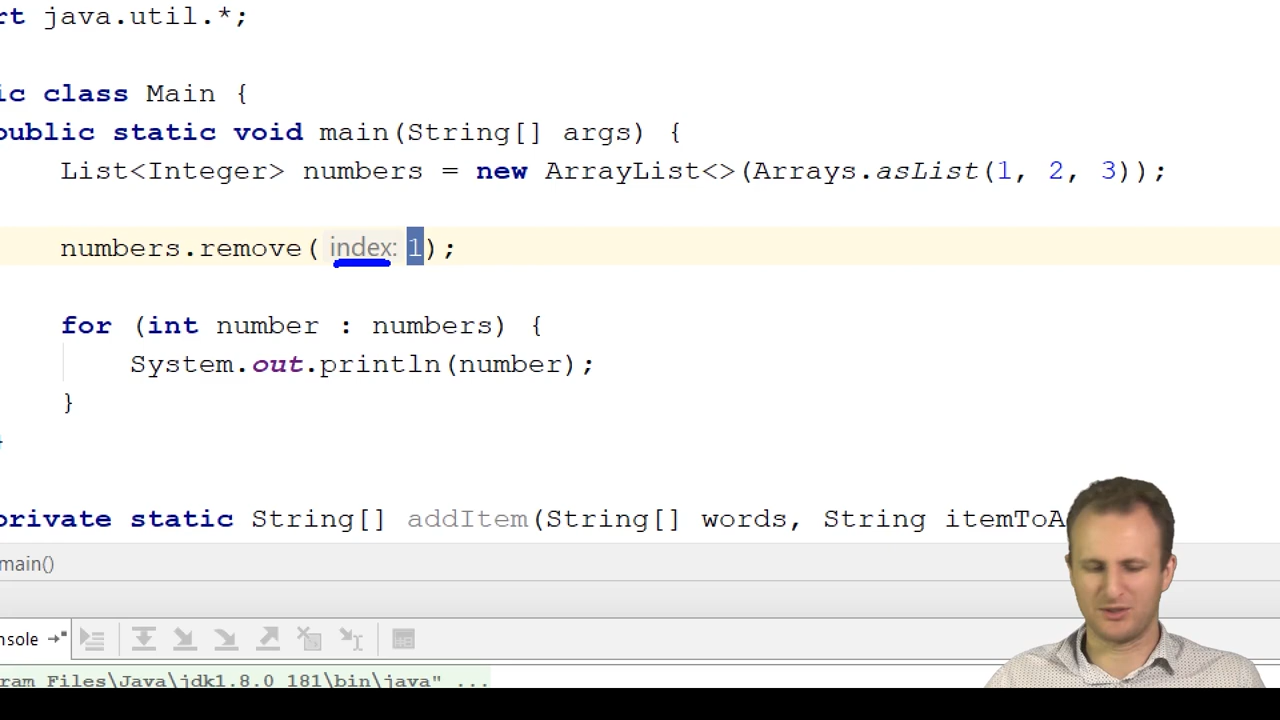 rt java.util.*;
ic class Main {
public static void main(String[] args) {
List<Integer> numbers = new ArrayList<>(Arrays.asList(1, 2, 3));
numbers.remove( index: 1);
for (int number : numbers) {
System.out.println(number);
}
}
private static String[] addItem(String[] words, String itemToA
main()
nsole
ram Files\Java\jdk1.8.0_181\bin\java" ...